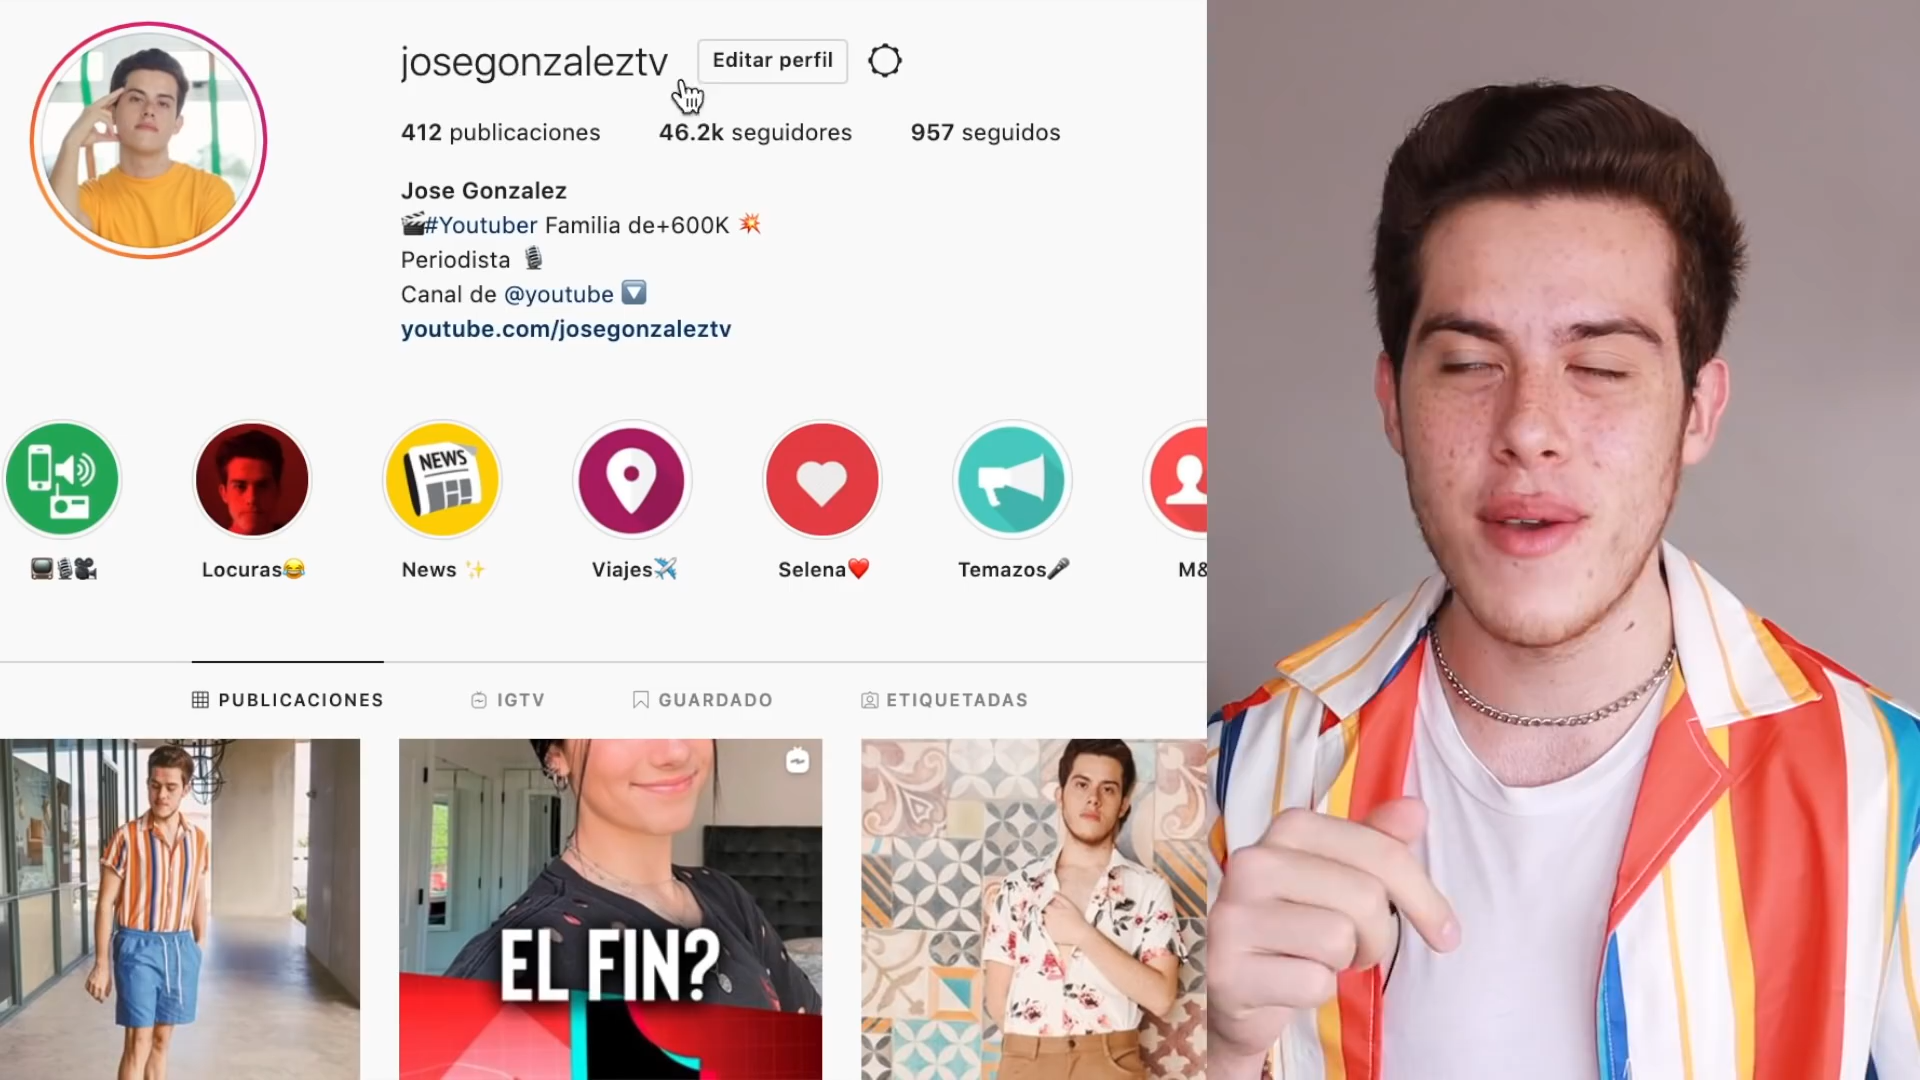 josegonzaleztv
Editar perfil
412 publicaciones
46.2k seguidores
957 seguidos
Jose Gonzalez
🎬#Youtuber Familia de+600K 💥
Periodista 🎙️
Canal de @youtube 🔽
youtube.com/josegonzaleztv
NEWS
📺🎙️🎥
Locuras😂
News ✨
Viajes✈️
Selena❤️
Temazos🎤
M&
PUBLICACIONES
IGTV
GUARDADO
ETIQUETADAS
EL FIN?